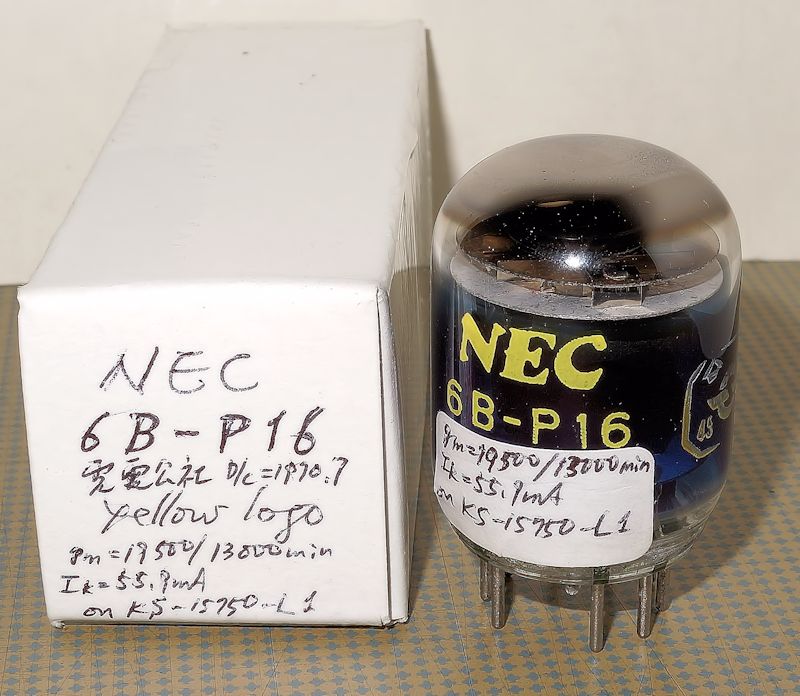 NEC
6B-P16
電電公社 D/C=1970.7
yellow logo
gm=19500/13000min
Ik=55.9mA
on KS-15750-L1
NEC
6B-P16
gm=19500/13000min
Ik=55.9mA
on KS-15750-L1